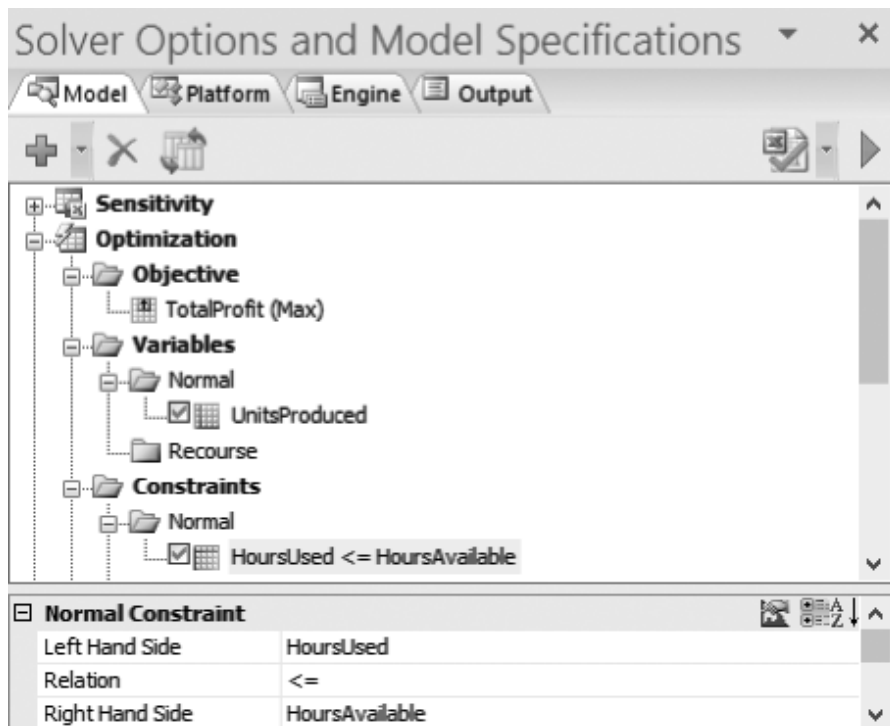 Solver Options and Model Specifications
Model Platform Engine Output
Sensitivity
Optimization
Objective
TotalProfit (Max)
Variables
Normal
UnitsProduced
Recourse
Constraints
Normal
HoursUsed <= HoursAvailable
Normal Constraint
Left Hand Side HoursUsed
Relation <=
Right Hand Side HoursAvailable